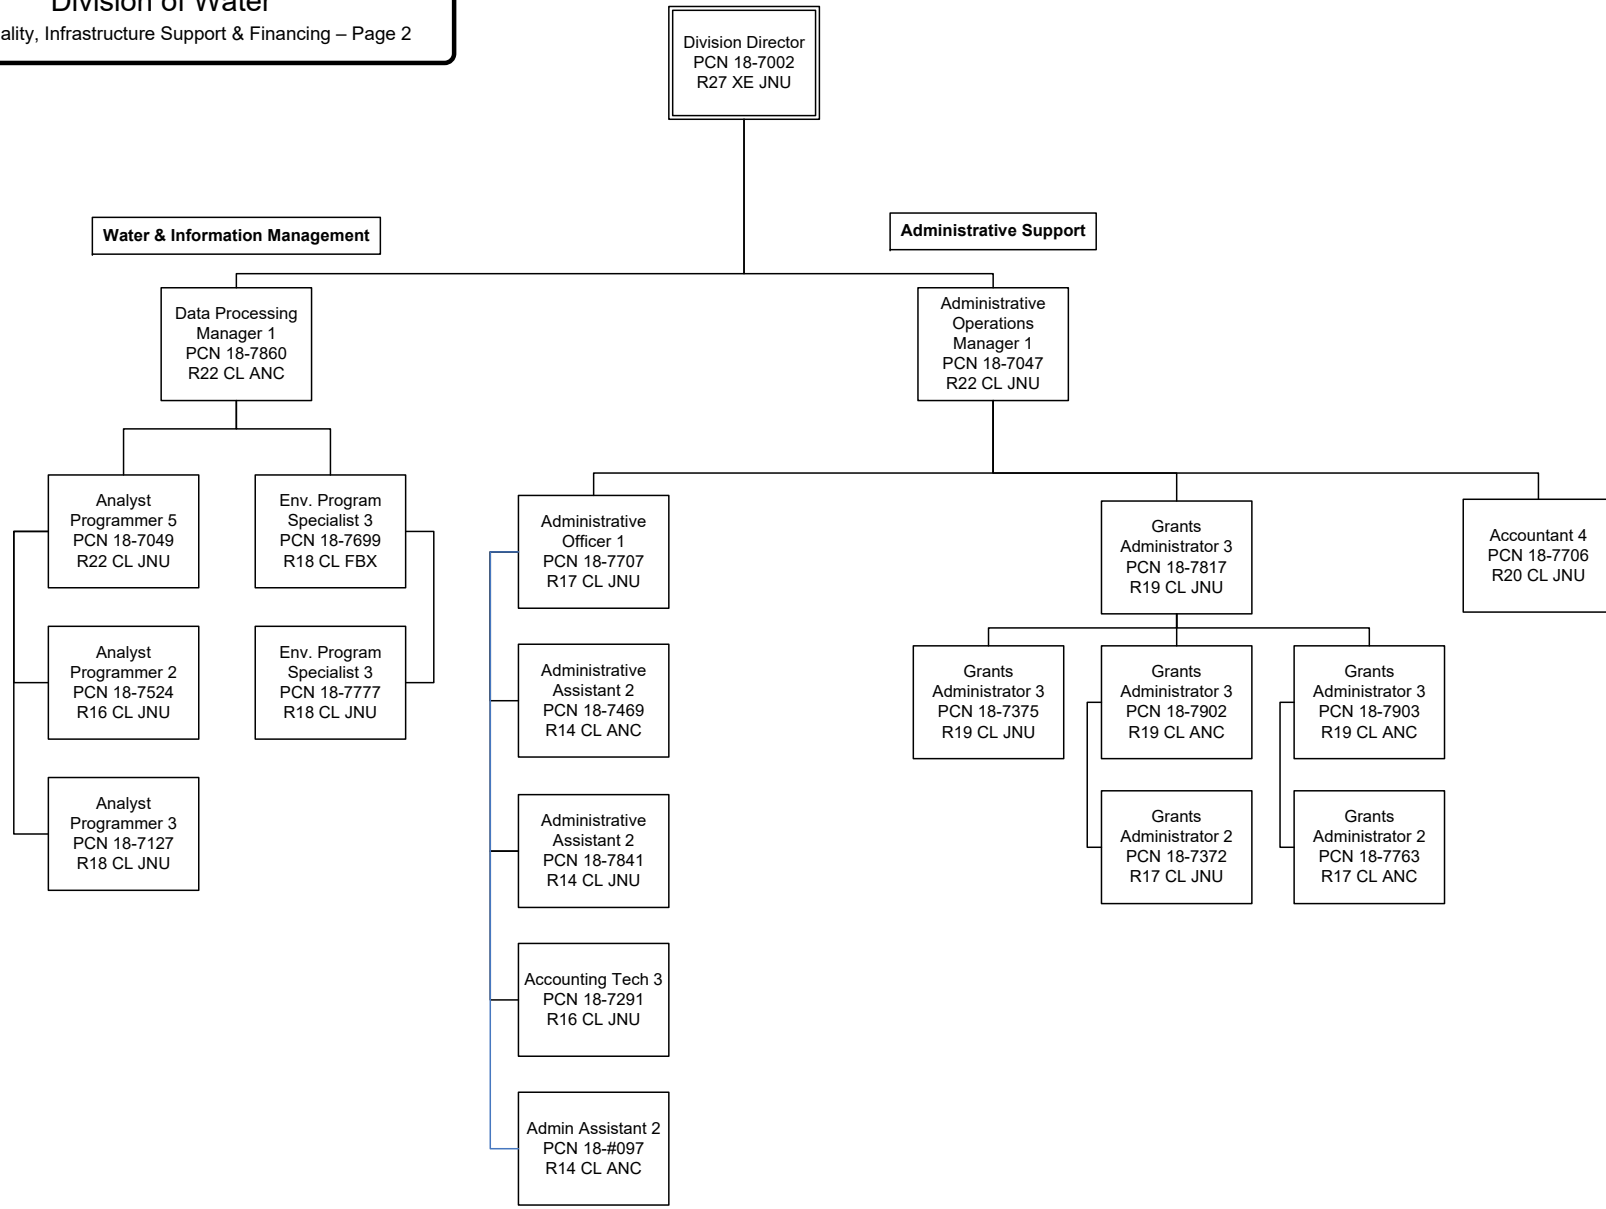 Division of Water
Infrastructure Support & Financing – Page 2
Division Director
PCN 18-7002
R27 XE JNU
Water & Information Management
Administrative Support
Data Processing
Manager 1
PCN 18-7860
R22 CL ANC
Administrative
Operations
Manager 1
PCN 18-7047
R22 CL JNU
Analyst
Programmer 5
PCN 18-7049
R22 CL JNU
Env. Program
Specialist 3
PCN 18-7699
R18 CL FBX
Administrative
Officer 1
PCN 18-7707
R17 CL JNU
Grants
Administrator 3
PCN 18-7817
R19 CL JNU
Accountant 4
PCN 18-7706
R20 CL JNU
Analyst
Programmer 2
PCN 18-7524
R16 CL JNU
Env. Program
Specialist 3
PCN 18-7777
R18 CL JNU
Administrative
Assistant 2
PCN 18-7469
R14 CL ANC
Grants
Administrator 3
PCN 18-7375
R19 CL JNU
Grants
Administrator 3
PCN 18-7902
R19 CL ANC
Grants
Administrator 3
PCN 18-7903
R19 CL ANC
Analyst
Programmer 3
PCN 18-7127
R18 CL JNU
Administrative
Assistant 2
PCN 18-7841
R14 CL JNU
Grants
Administrator 2
PCN 18-7372
R17 CL JNU
Grants
Administrator 2
PCN 18-7763
R17 CL ANC
Accounting Tech 3
PCN 18-7291
R16 CL JNU
Admin Assistant 2
PCN 18-#097
R14 CL ANC